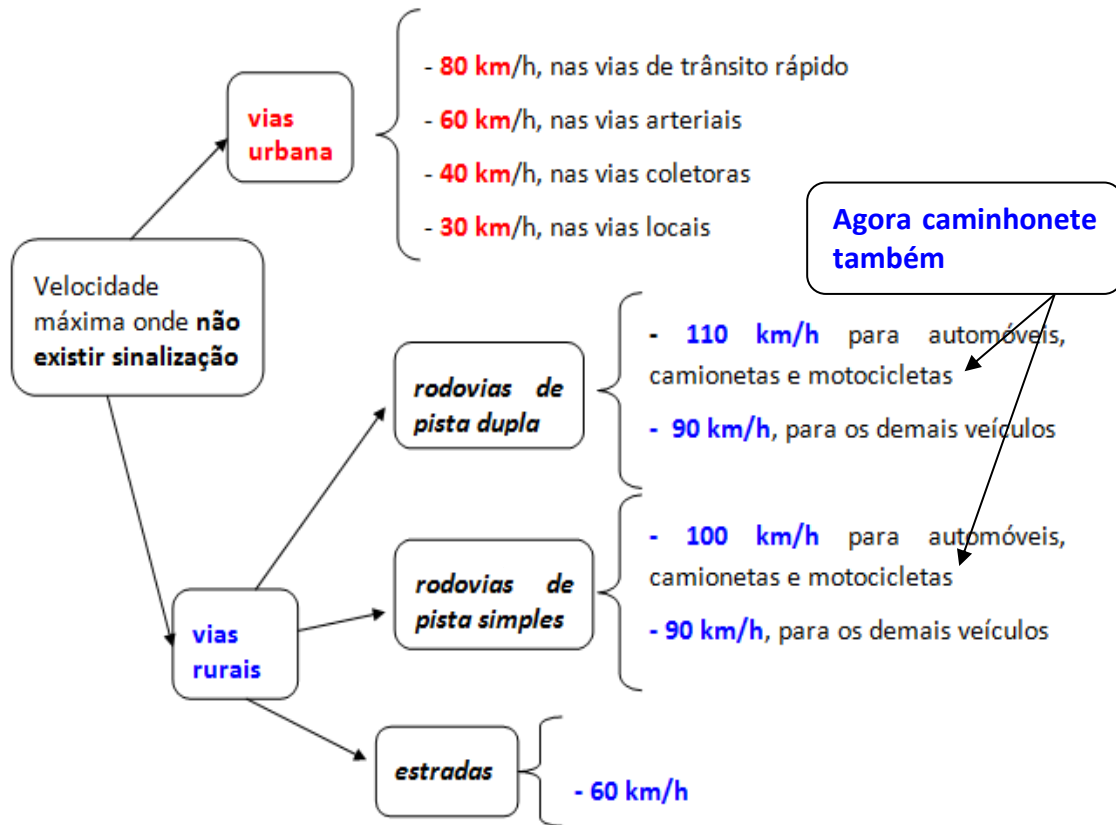 Velocidade
máxima onde não
existir sinalização
vias
urbana
- 80 km/h, nas vias de trânsito rápido
- 60 km/h, nas vias arteriais
- 40 km/h, nas vias coletoras
- 30 km/h, nas vias locais
Agora caminhonete
também
vias
rurais
rodovias de
pista dupla
- 110 km/h para automóveis,
camionetas e motocicletas
- 90 km/h, para os demais veículos
rodovias de
pista simples
- 100 km/h para automóveis,
camionetas e motocicletas
- 90 km/h, para os demais veículos
estradas
- 60 km/h